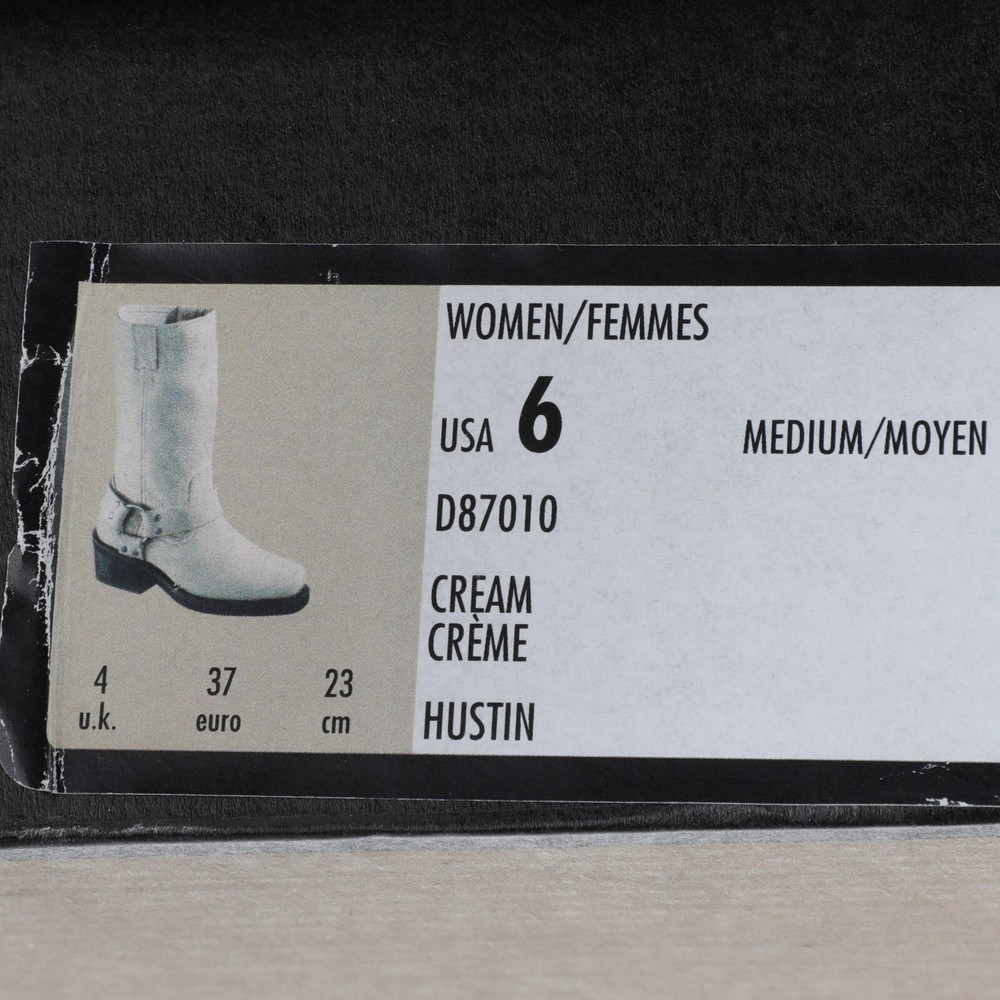 WOMEN/FEMMES
USA 6 MEDIUM/MOYEN
D87010
CREAM
CRÈME
HUSTIN
4 37 23
u.k. euro cm